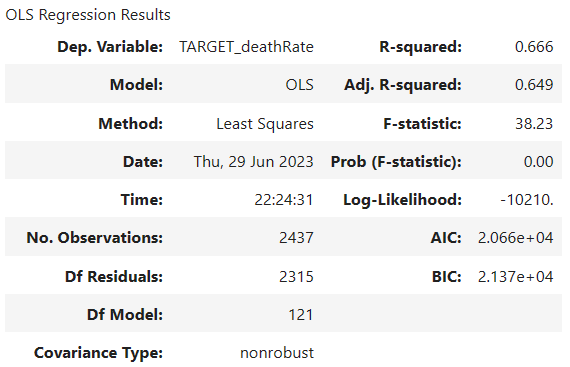 OLS Regression Results
Dep. Variable: TARGET_deathRate R-squared: 0.666
Model: OLS Adj. R-squared: 0.649
Method: Least Squares F-statistic: 38.23
Date: Thu, 29 Jun 2023 Prob (F-statistic): 0.00
Time: 22:24:31 Log-Likelihood: -10210.
No. Observations: 2437 AIC: 2.066e+04
Df Residuals: 2315 BIC: 2.137e+04
Df Model: 121
Covariance Type: nonrobust